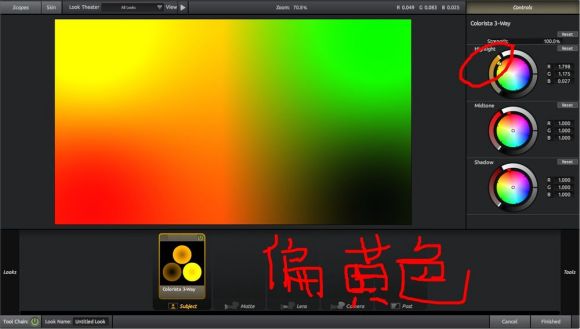 Scopes Skin Look Theater All Looks View Zoom: 70.8% R 0.049 G 0.083 B 0.025 Controls
Colorista 3-Way
Reset
Strength 100.0%
Highlight Reset
R 1.798
G 1.175
B 0.027
Midtone Reset
R 1.000
G 1.000
B 1.000
Shadow Reset
R 1.000
G 1.000
B 1.000
偏黄色
Looks
Tools
Colorista 3-Way
Subject Matte Lens Camera Post
Tool Chain: Look Name: Untitled Look Cancel Finished